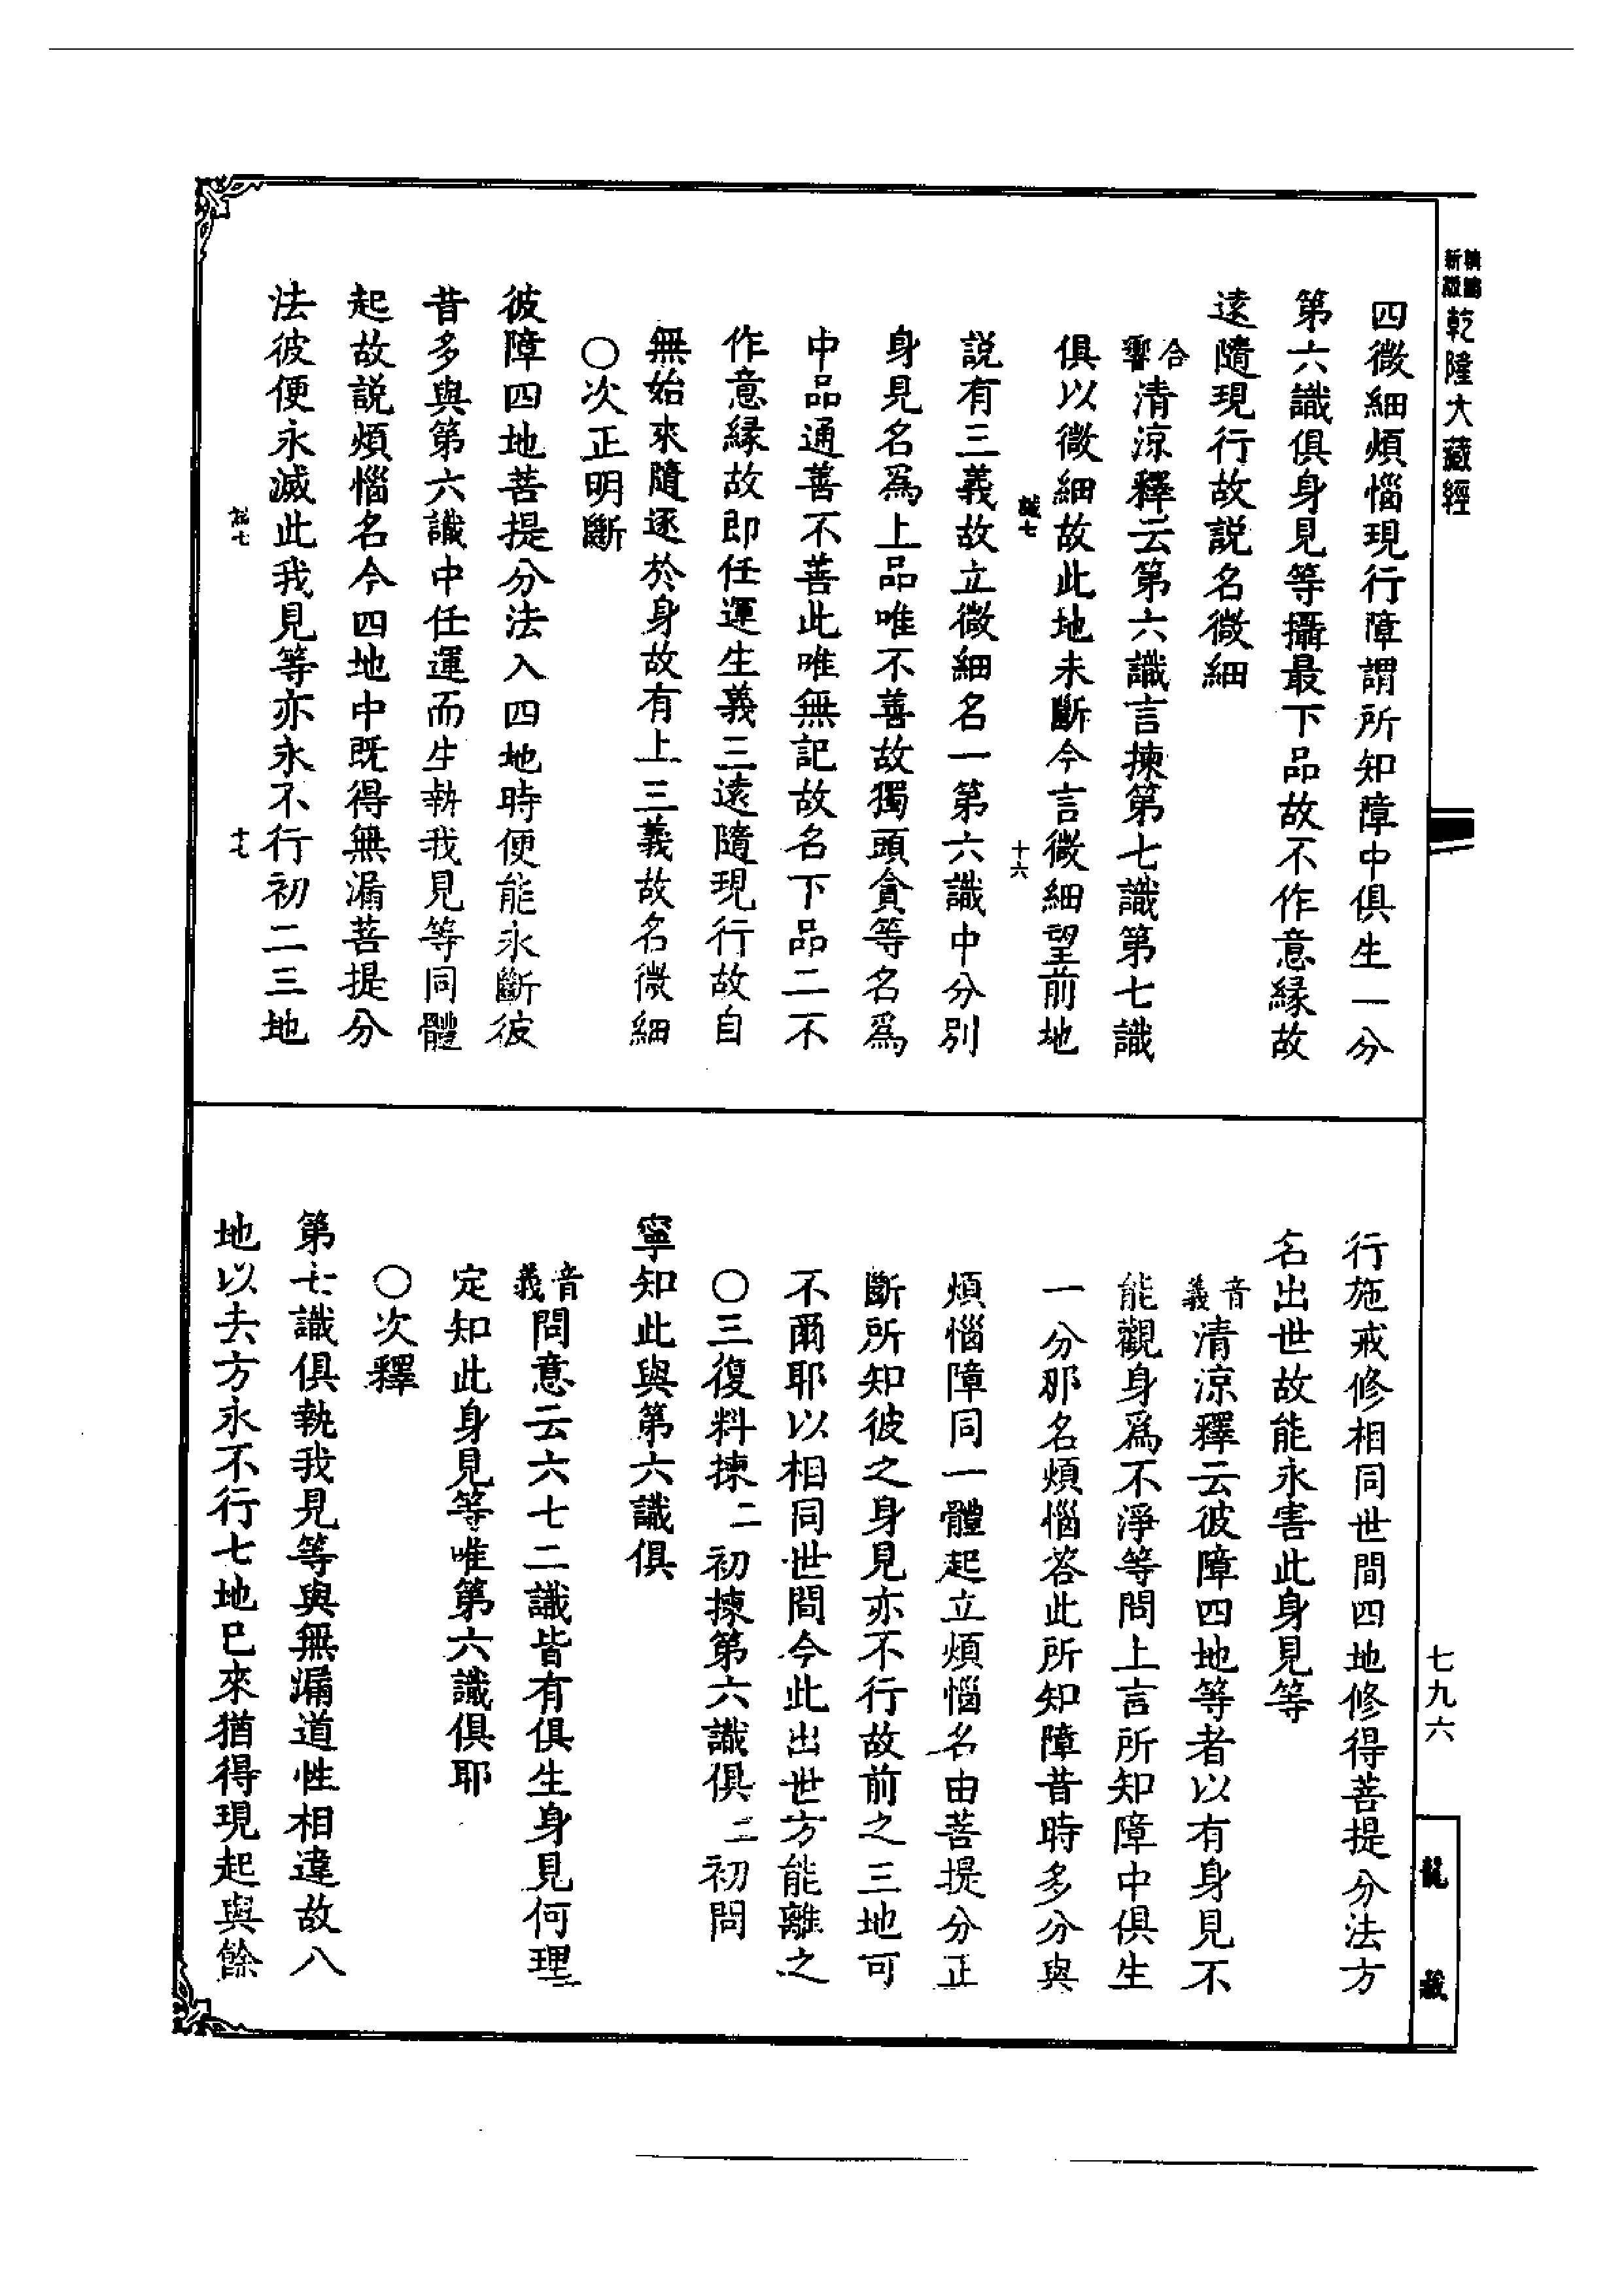 新 乾隆大藏經
四微細煩惱現行障謂所知障中俱生一分
第六識俱身見等攝最下品故不作意緣故
遠隨現行故說名微細
合響清涼釋云第六識言揀第七識第七識
俱以微細故此地未斷今言微細望前地
誠七
十六
說有三義故立微細名一第六識中分別
身見名爲上品唯不善故獨頭貪等名爲
中品通善不善此唯無記故名下品二不
作意緣故即任運生義三遠隨現行故自
無始來隨逐於身故有上三義故名微細
○次正明斷
彼障四地菩提分法入四地時便能永斷彼
昔多與第六識中任運而生執我見等同體
起故說煩惱名今四地中既得無漏菩提分
法彼便永滅此我見等亦永不行初二三地
七
十七
行施戒修相同世間四地修得菩提分法方
名出世故能永害此身見等
音義清涼釋云彼障四地等者以有身見不
能觀身爲不淨等問上言所知障中俱生
一分那名煩惱答此所知障昔時多分與
煩惱障同一體起立煩惱名由菩提分正
斷所知彼之身見亦不行故前之三地可
不爾耶以相同世間今此出世方能離之
○三復料揀二初揀第六識俱二初問
寧知此與第六識俱
音義問意云六七二識皆有俱生身見何理
定知此身見等唯第六識俱耶
○次釋
第七識俱執我見等與無漏道性相違故八
地以去方永不行七地已來猶得現起與餘
七九六
龍藏